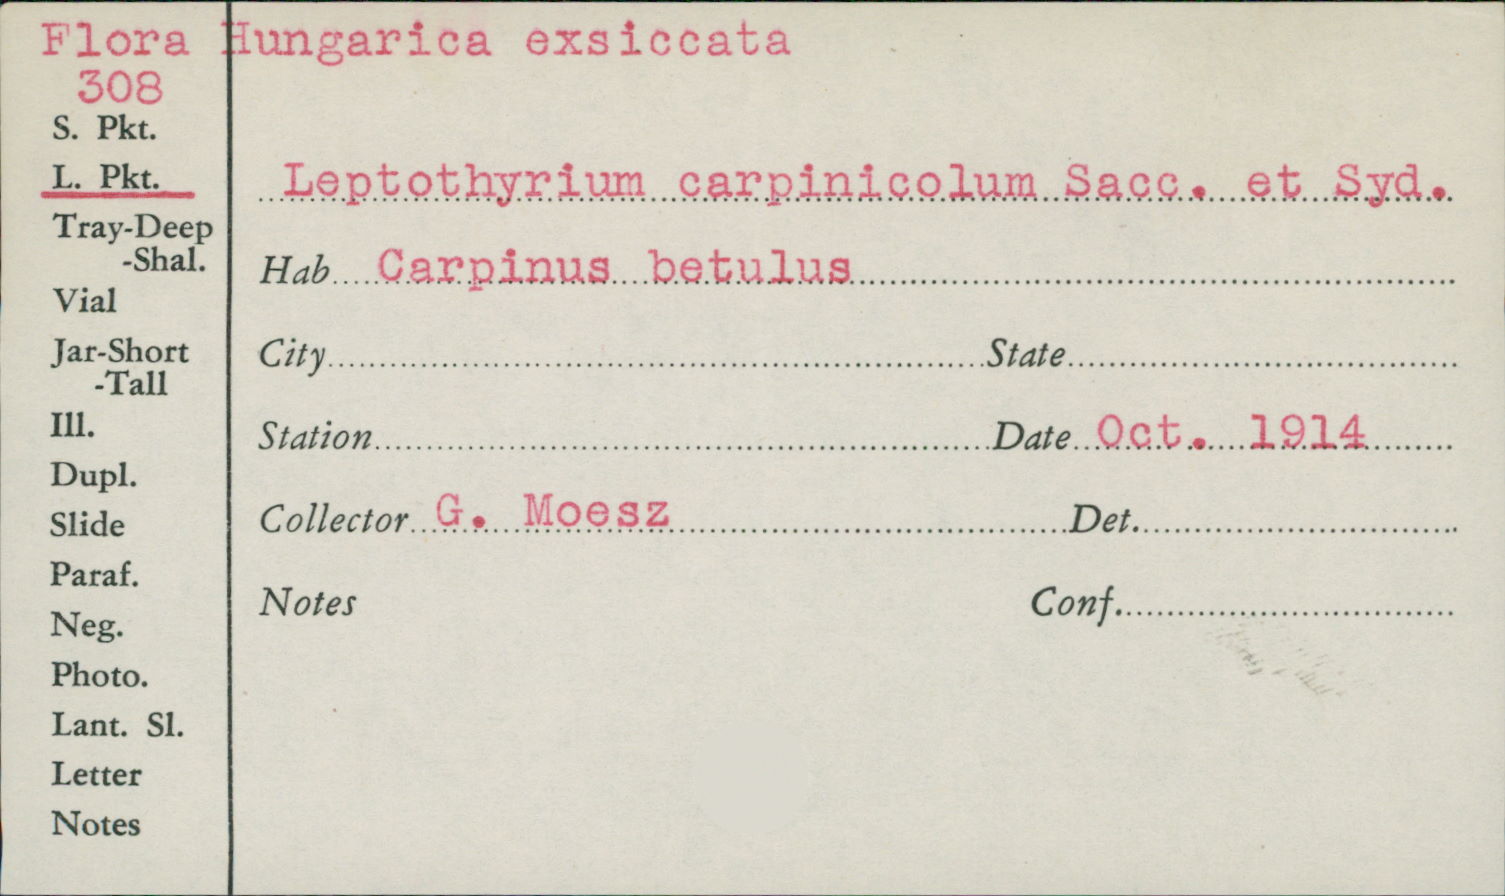 Flora Hungarica exsiccata
308
S. Pkt.
L. Pkt.
Tray-Deep
-Shal.
Vial
Jar-Short
-Tall
Ill.
Dupl.
Slide
Paraf.
Neg.
Photo.
Lant. Sl.
Letter
Notes
Leptothyrium carpinicolum Sacc. et Syd.
Hab Carpinus betulus
City State
Station Date Oct. 1914
Collector G. Moesz Det.
Notes Conf.